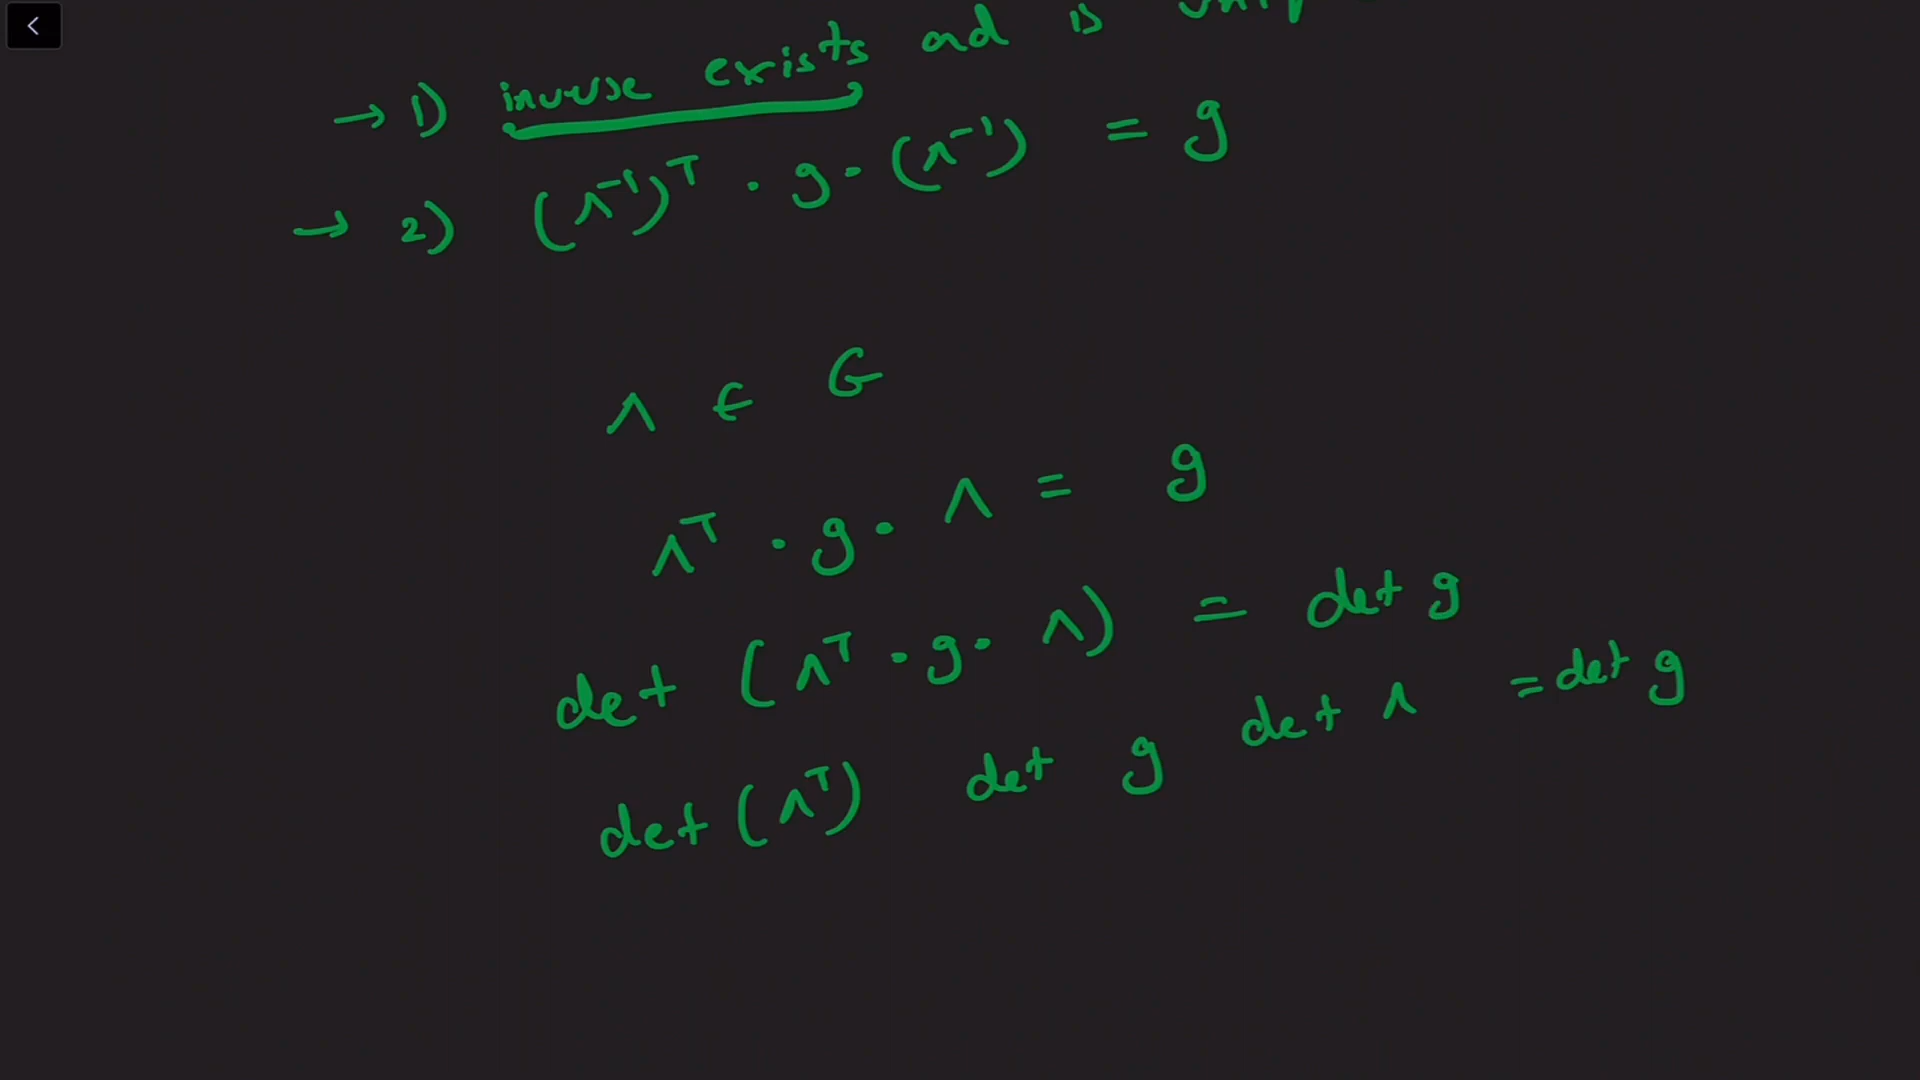 → 1) inverse exists and is
→ 2) (Λ⁻¹)ᵀ · g · (Λ⁻¹) = g
Λ ∈ G
Λᵀ · g · Λ = g
det (Λᵀ · g · Λ) = det g
det (Λᵀ) det g det Λ = det g